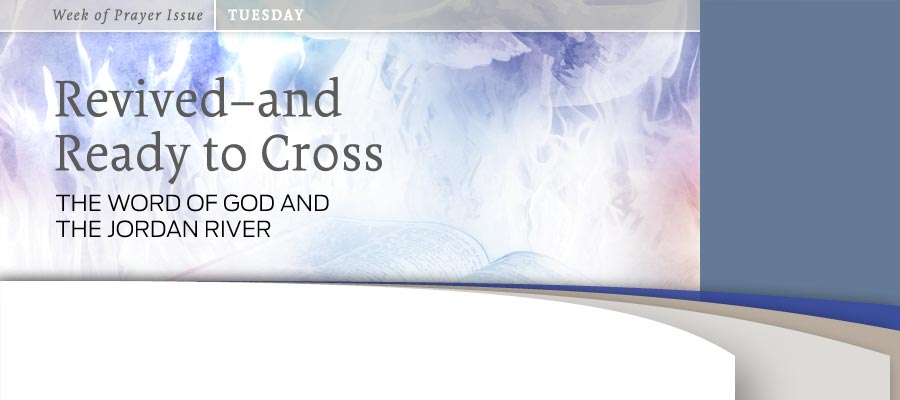 Week of Prayer Issue | TUESDAY
Revived–and
Ready to Cross
THE WORD OF GOD AND
THE JORDAN RIVER